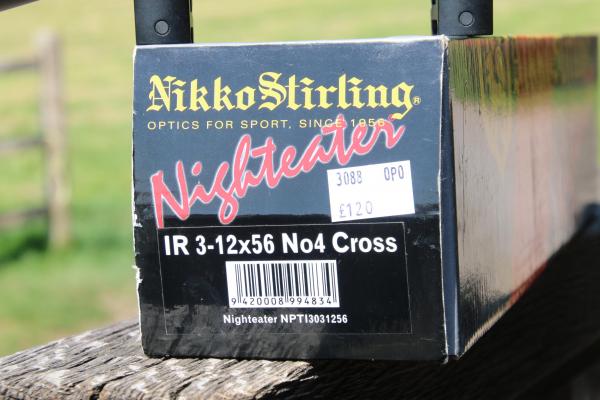 NikkoStirling®
OPTICS FOR SPORT, SINCE 1956
Nighteater
3088 OPO
£120
IR 3-12x56 No4 Cross
9 420008 994834
Nighteater NPTI3031256